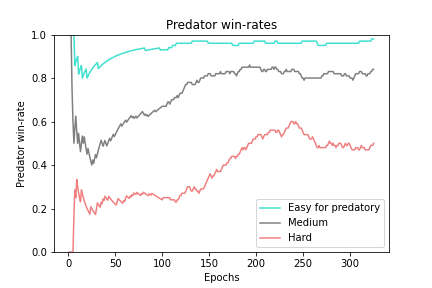 Predator win-rates
Predator win-rate
1.0
0.8
0.6
0.4
0.2
0.0
0 50 100 150 200 250 300
Epochs
Easy for predatory
Medium
Hard